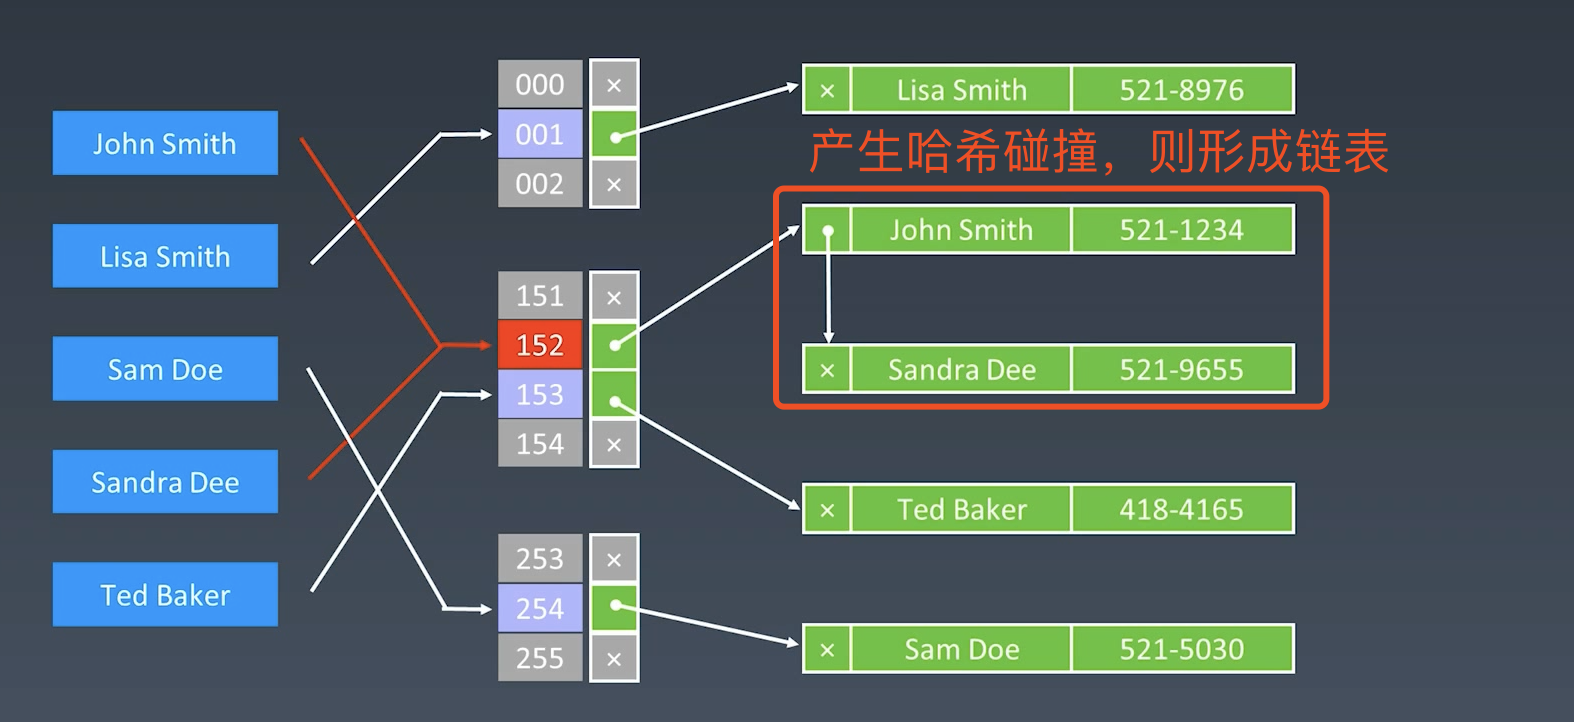 John Smith
Lisa Smith
Sam Doe
Sandra Dee
Ted Baker
000 ×
001
002 ×
151 ×
152
153
154 ×
253 ×
254
255 ×
× Lisa Smith 521-8976
产生哈希碰撞，则形成链表
John Smith 521-1234
× Sandra Dee 521-9655
× Ted Baker 418-4165
× Sam Doe 521-5030